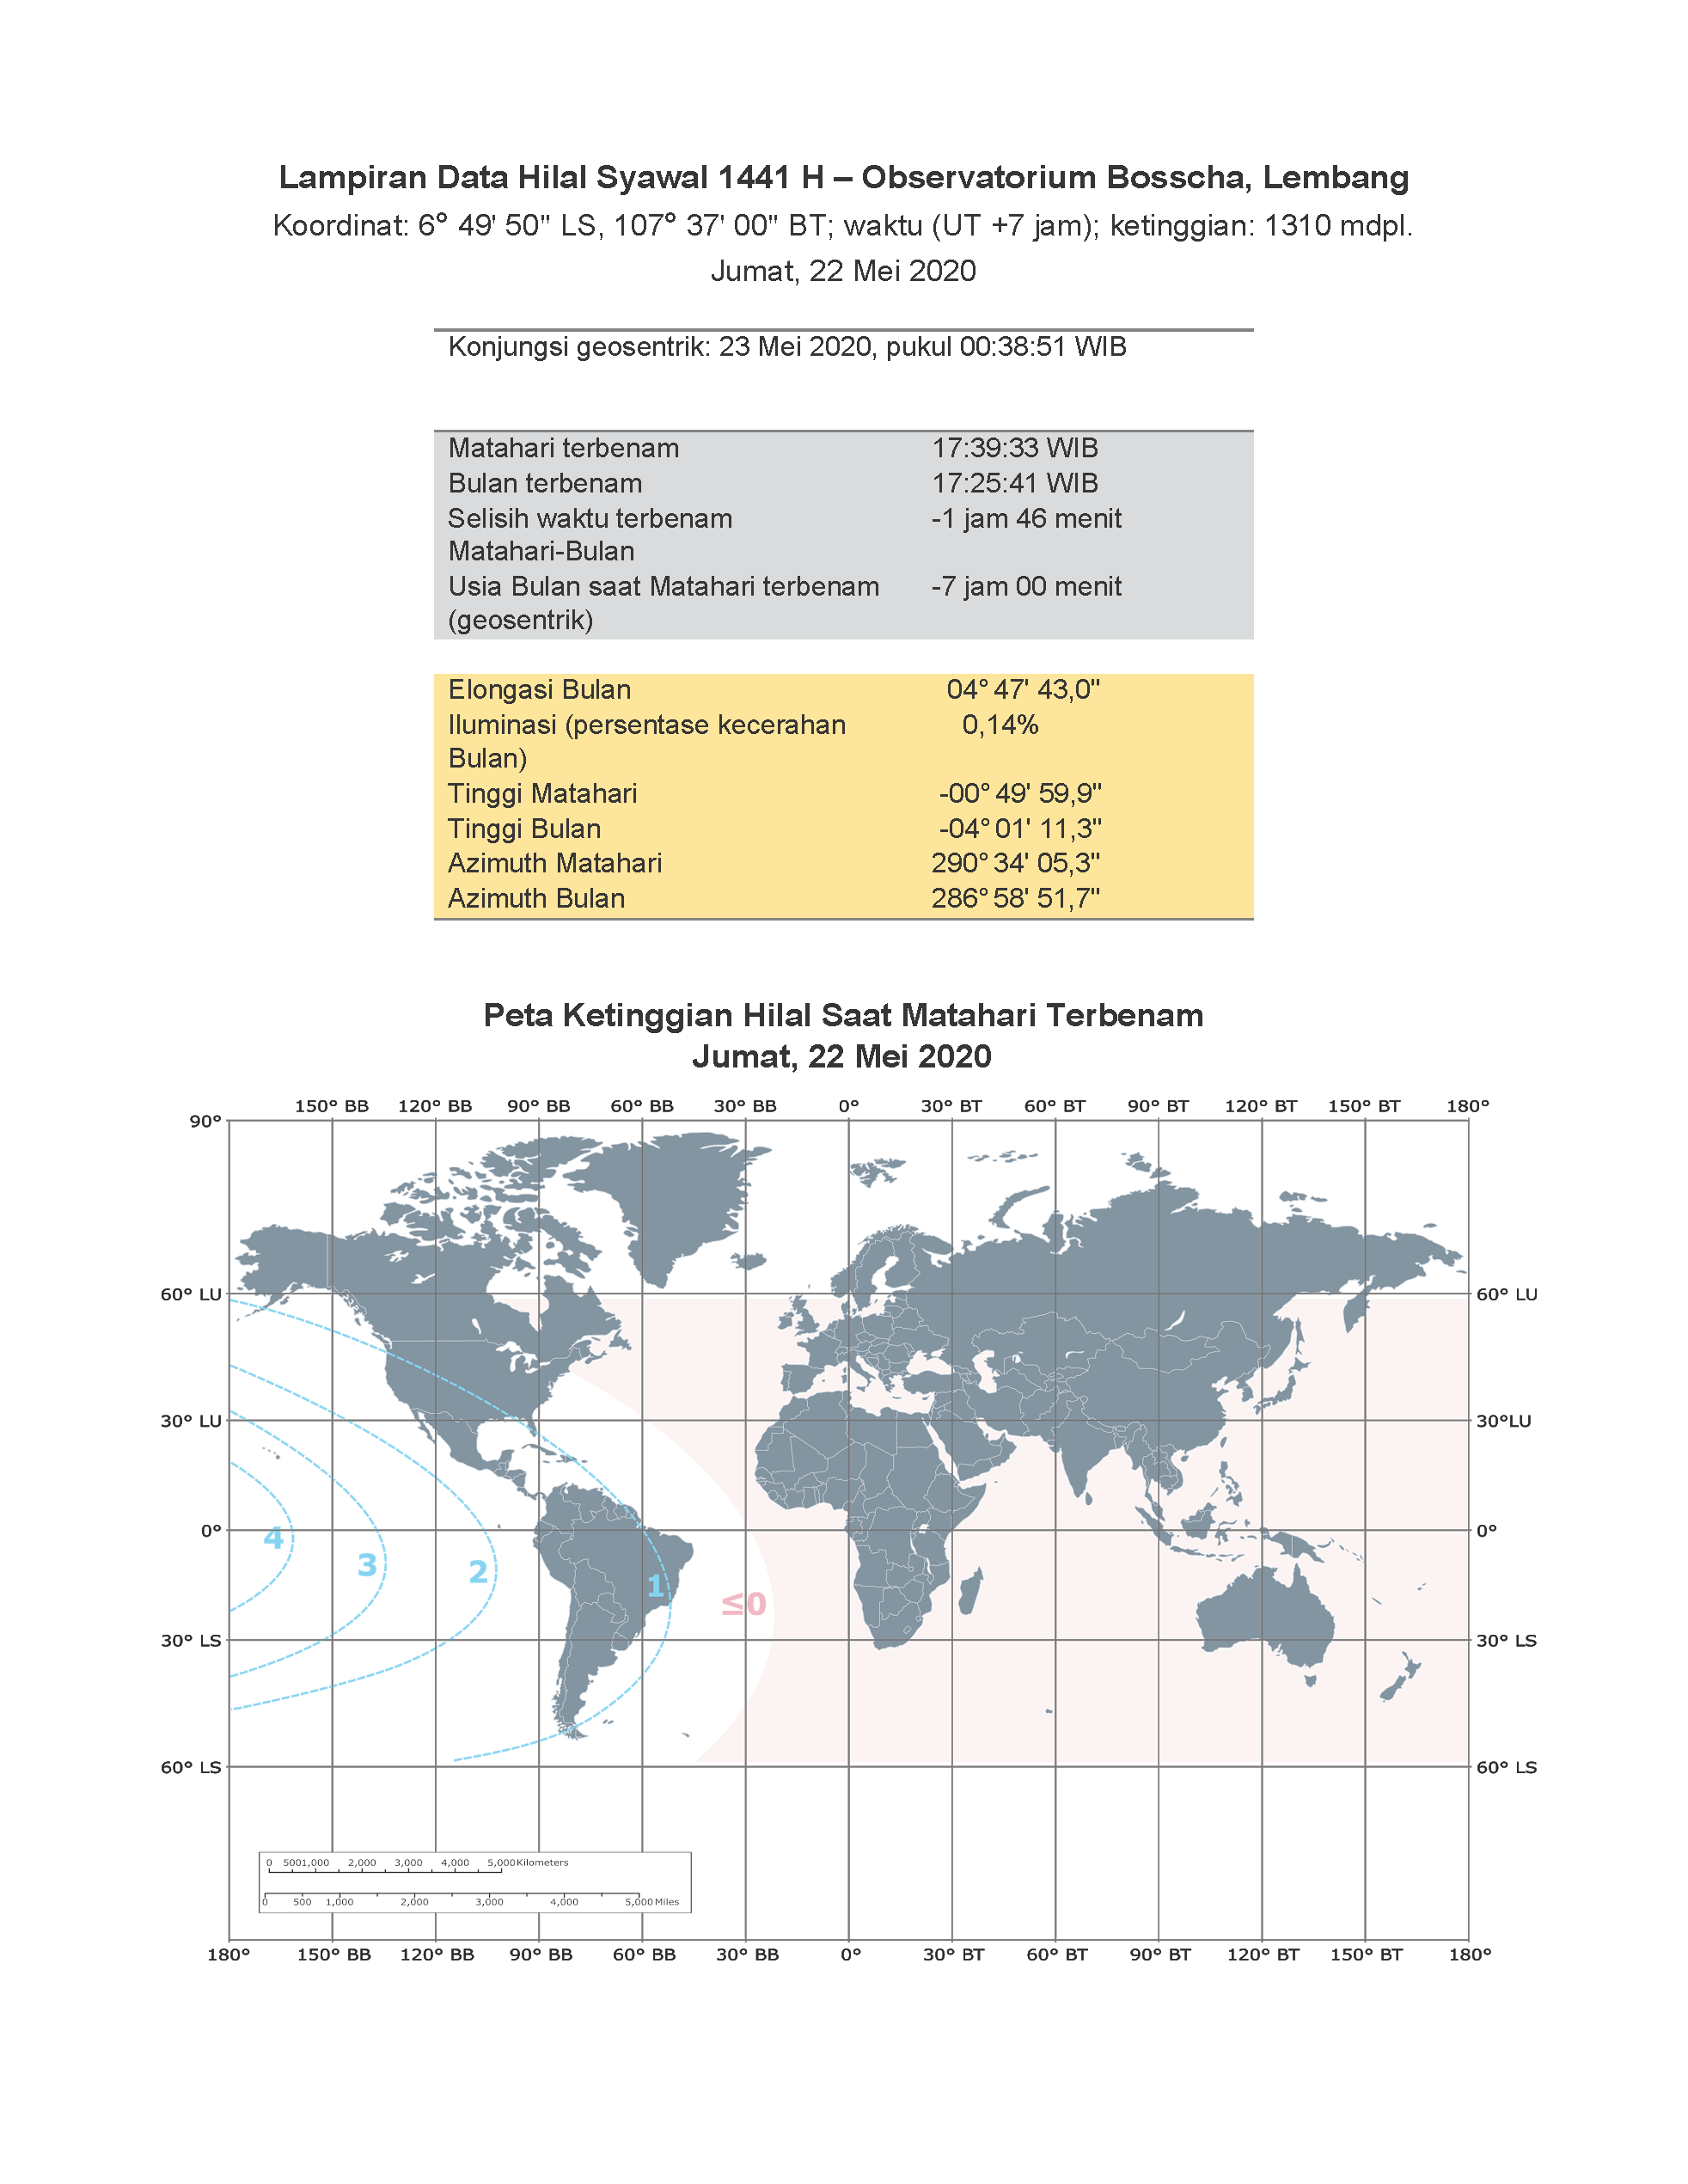 Lampiran Data Hilal Syawal 1441 H – Observatorium Bosscha, Lembang
Koordinat: 6° 49' 50" LS, 107° 37' 00" BT; waktu (UT +7 jam); ketinggian: 1310 mdpl.
Jumat, 22 Mei 2020
Konjungsi geosentrik: 23 Mei 2020, pukul 00:38:51 WIB
Matahari terbenam 17:39:33 WIB
Bulan terbenam 17:25:41 WIB
Selisih waktu terbenam -1 jam 46 menit
Matahari-Bulan
Usia Bulan saat Matahari terbenam -7 jam 00 menit
(geosentrik)
Elongasi Bulan 04° 47' 43,0"
Iluminasi (persentase kecerahan 0,14%
Bulan)
Tinggi Matahari -00° 49' 59,9"
Tinggi Bulan -04° 01' 11,3"
Azimuth Matahari 290° 34' 05,3"
Azimuth Bulan 286° 58' 51,7"
Peta Ketinggian Hilal Saat Matahari Terbenam
Jumat, 22 Mei 2020
150° BB 120° BB 90° BB 60° BB 30° BB 0° 30° BT 60° BT 90° BT 120° BT 150° BT 180°
90°
60° LU 60° LU
30° LU 30°LU
0° 0°
4 3 2 1 ≤0
30° LS 30° LS
60° LS 60° LS
0 5001,000 2,000 3,000 4,000 5,000Kilometers
0 500 1,000 2,000 3,000 4,000 5,000 Miles
180° 150° BB 120° BB 90° BB 60° BB 30° BB 0° 30° BT 60° BT 90° BT 120° BT 150° BT 180°